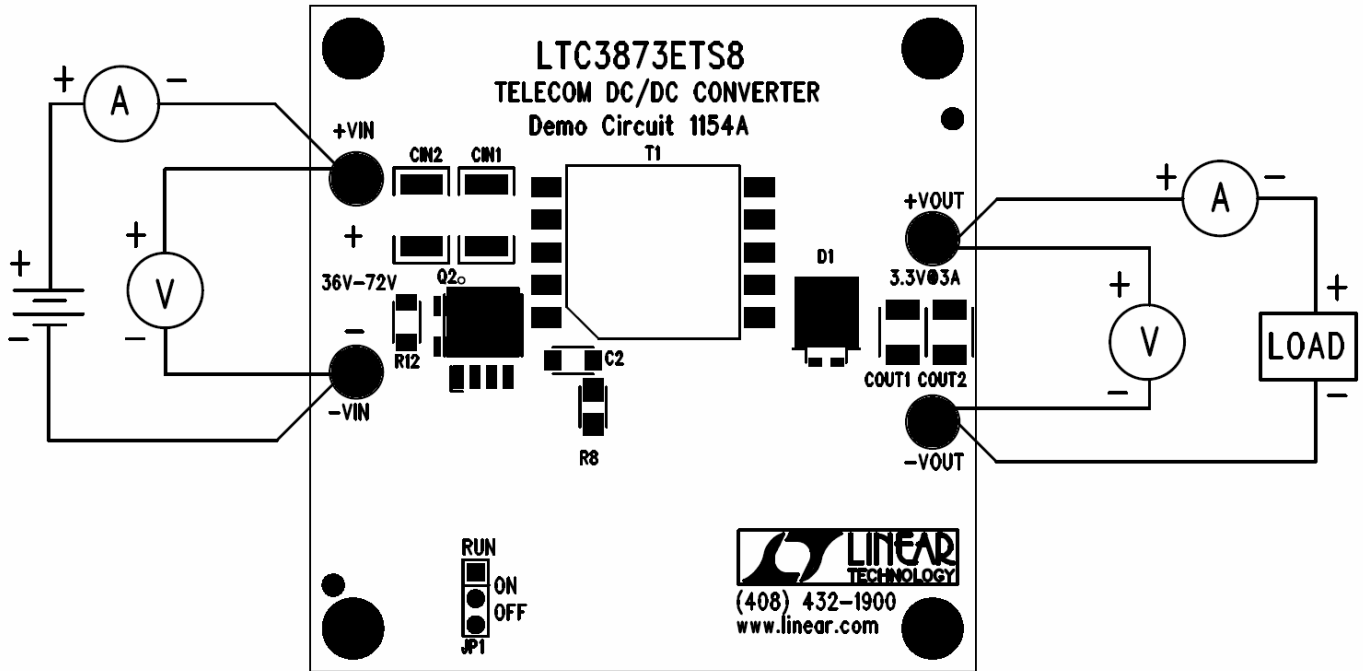 LTC3873ETS8
TELECOM DC/DC CONVERTER
Demo Circuit 1154A
+ A -
+VIN
CIN2 CIN1
T1
+ V -
+
-
+
36V-72V
-
-VIN
Q2
R12
C2
R8
D1
+VOUT
3.3V@3A
COUT1 COUT2
-VOUT
+ A -
+
V
-
+
LOAD
-
RUN
ON
OFF
JP1
LINEAR
TECHNOLOGY
(408) 432-1900
www.linear.com